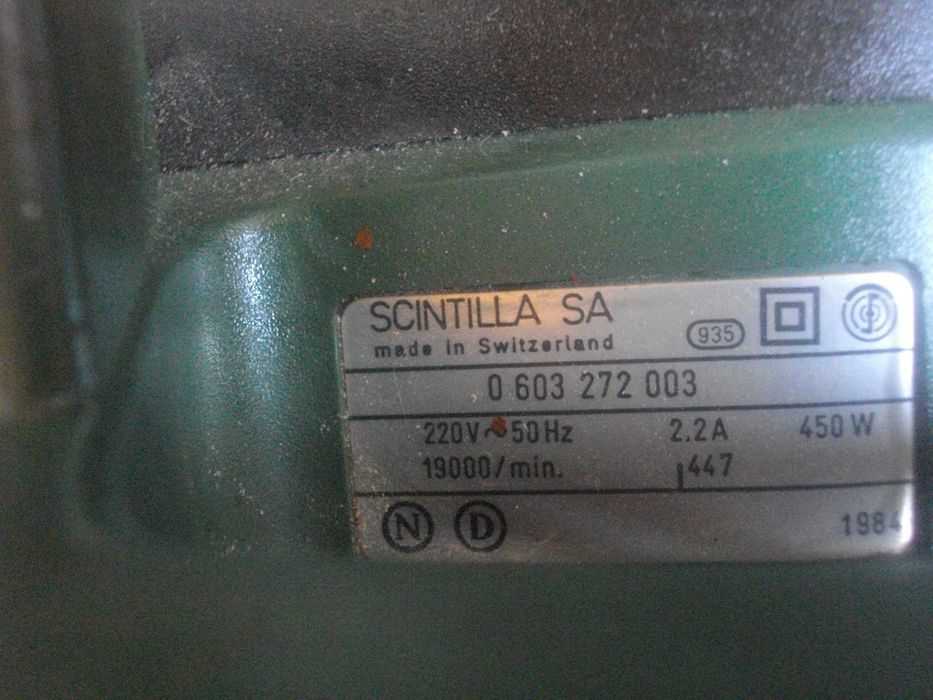 SCINTILLA SA
made in Switzerland
935
0 603 272 003
220V~50Hz 2,2A 450W
19000/min. 447
N D 1984